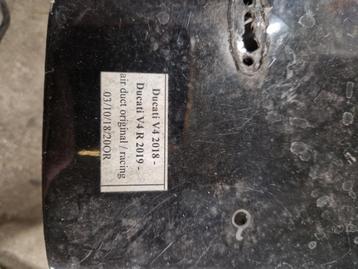 Ducati V4 2018 -
Ducati V4 R 2019 -
air duct original / racing
03/10/18/20OR